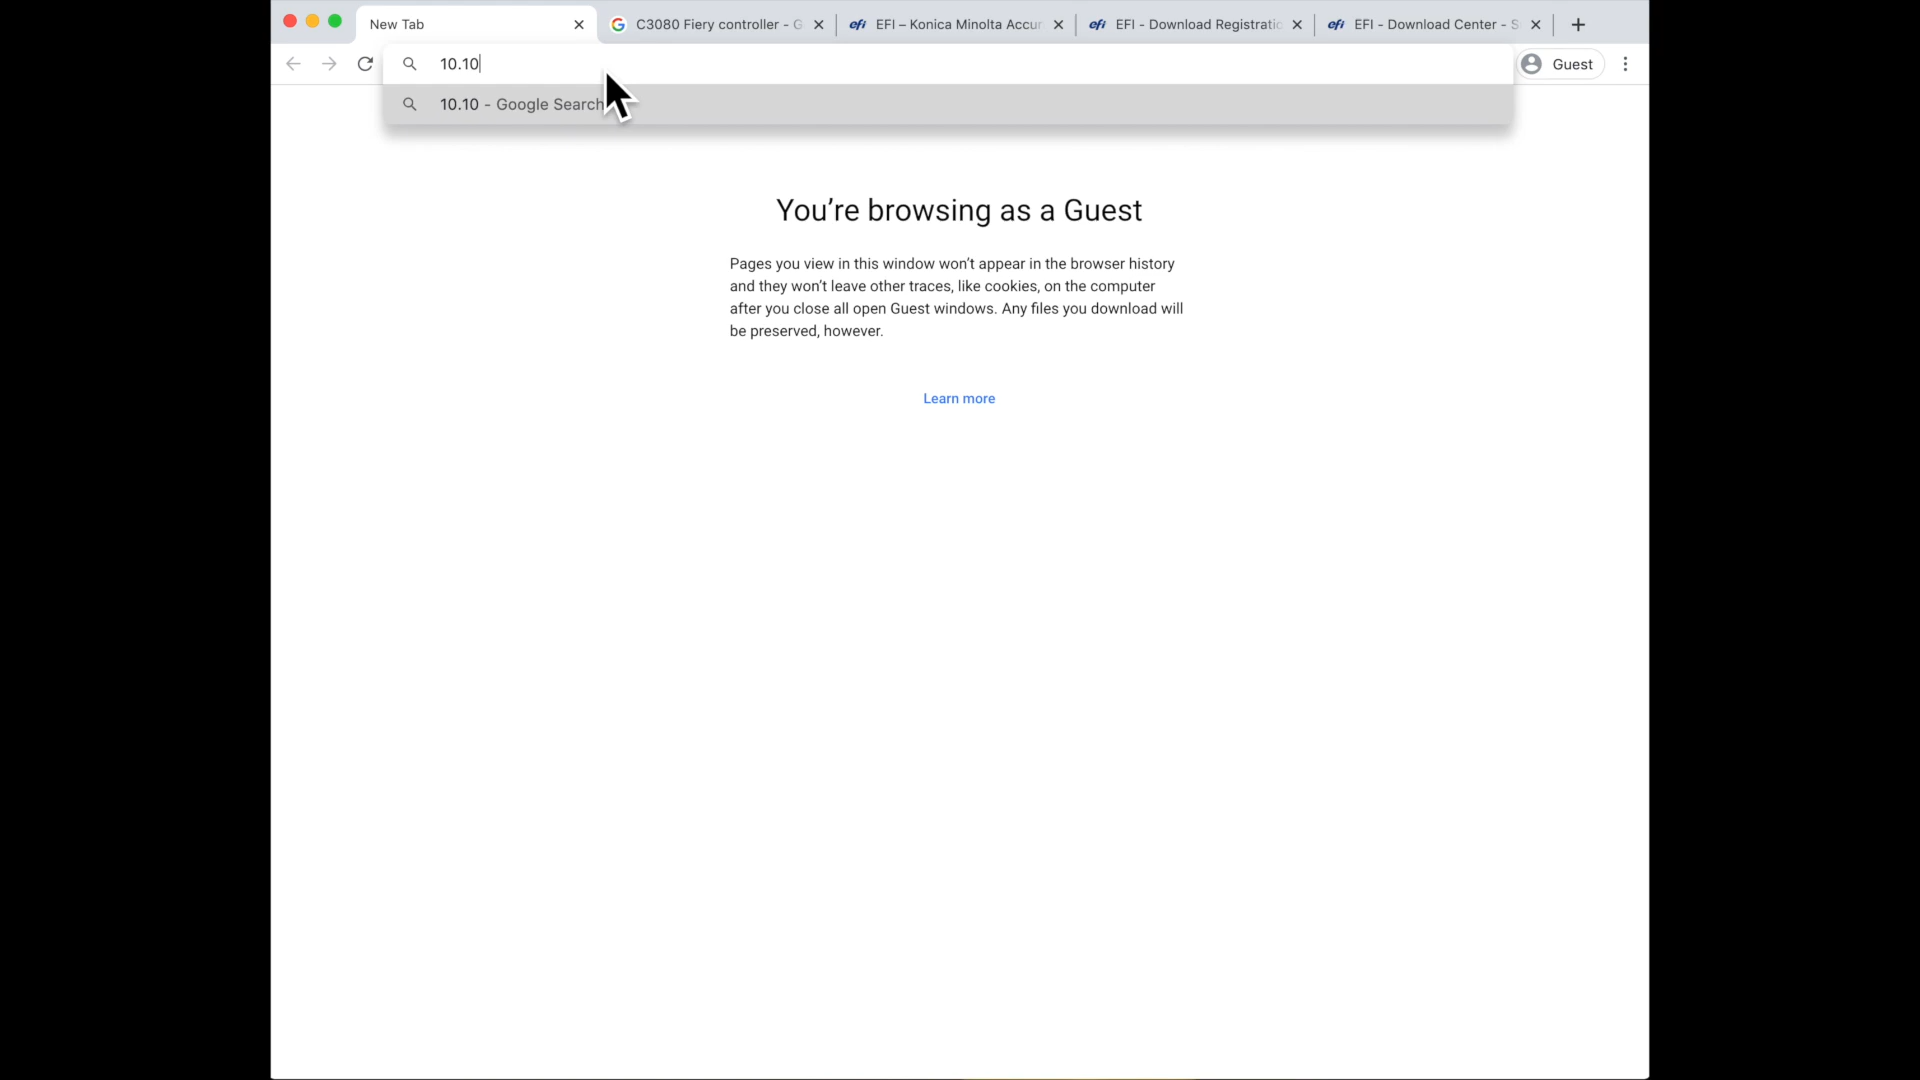 New Tab
C3080 Fiery controller - G
efi EFI – Konica Minolta Accur
efi EFI - Download Registratio
efi EFI - Download Center - S
10.10
Guest
10.10 - Google Search
You're browsing as a Guest
Pages you view in this window won't appear in the browser history
and they won't leave other traces, like cookies, on the computer
after you close all open Guest windows. Any files you download will
be preserved, however.
Learn more